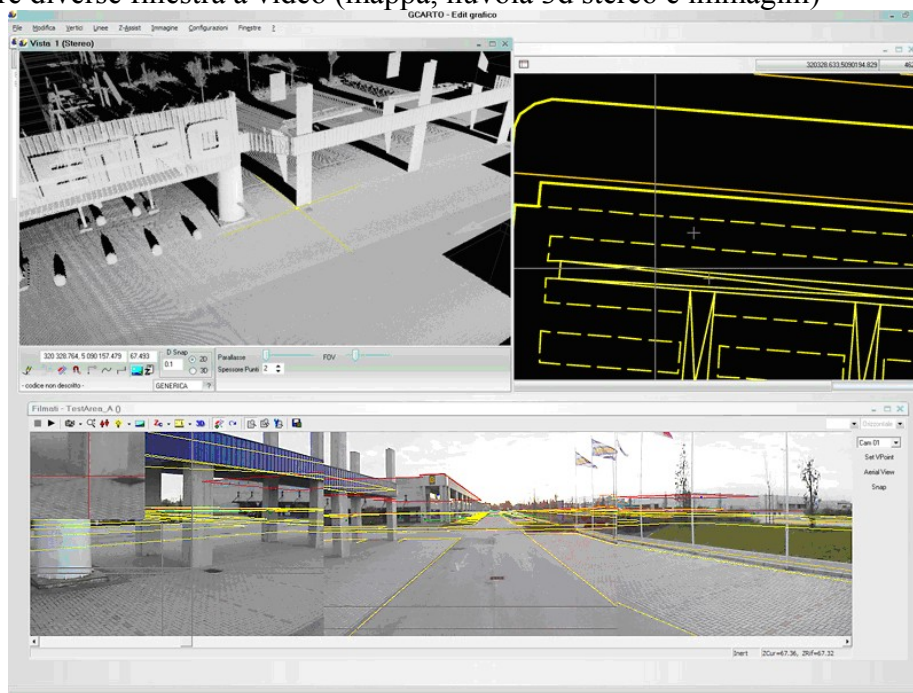 re diverse finestra a video (mappa, nuvola 3d stereo e immagini)
GCARTO - Edit grafico
File Modifica Vertici Linee Z-Assist Immagine Configurazioni Finestre ?
Vista 1 (Stereo)
320328.633,5090194.829 462
320 328.764, 5 090 157.479 67.493
D Snap
0.1
2D
3D
Parallasse
FOV
Spessore Punti 2
- codice non descritto -
GENERICA ?
Filmati - TestArea_A ()
Orizzontale
Cam 01
Set VPoint
Aerial View
Snap
Inert ZCur=67.36, ZRif=67.32